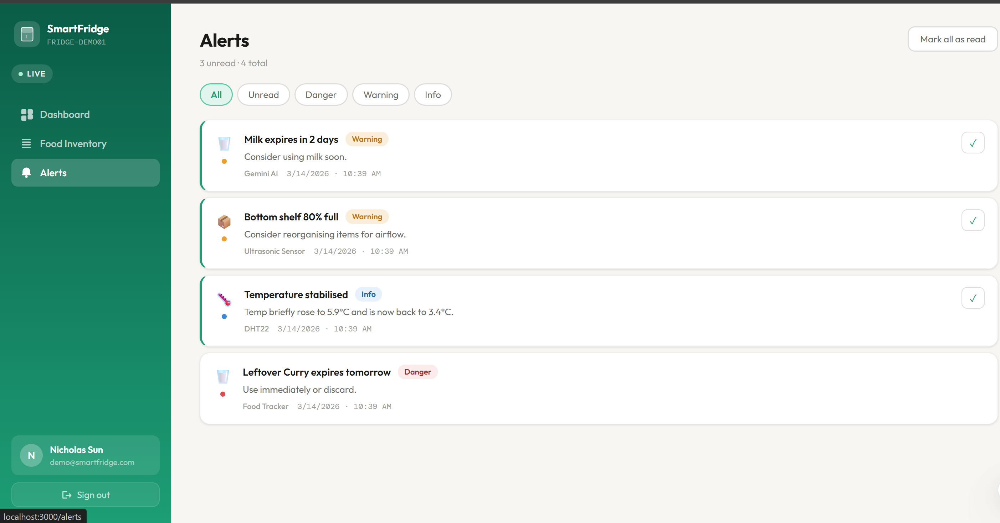 SmartFridge
FRIDGE-DEMO01
LIVE
Dashboard
Food Inventory
Alerts
Nicholas Sun
N
demo@smartfridge.com
Sign out
localhost:3000/alerts
Alerts
Mark all as read
3 unread · 4 total
All
Unread
Danger
Warning
Info
Milk expires in 2 days Warning
Consider using milk soon.
Gemini AI 3/14/2026 · 10:39 AM
Bottom shelf 80% full Warning
Consider reorganising items for airflow.
Ultrasonic Sensor 3/14/2026 · 10:39 AM
Temperature stabilised Info
Temp briefly rose to 5.9°C and is now back to 3.4°C.
DHT22 3/14/2026 · 10:39 AM
Leftover Curry expires tomorrow Danger
Use immediately or discard.
Food Tracker 3/14/2026 · 10:39 AM